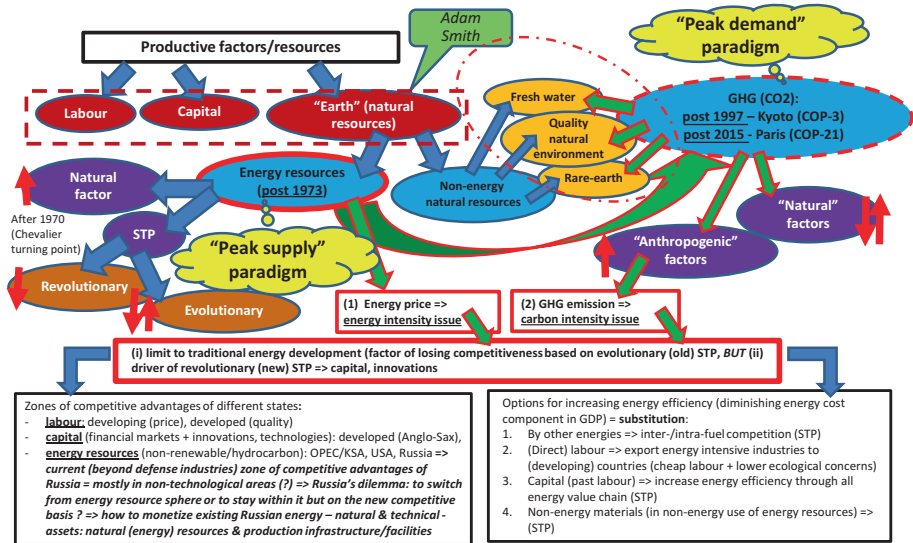 Productive factors/resources
Adam
Smith
"Peak demand"
paradigm
Labour
Capital
"Earth" (natural
resources)
Fresh water
Quality
natural
environment
Rare-earth
GHG (CO2):
post 1997 – Kyoto (COP-3)
post 2015 - Paris (COP-21)
Natural
factor
Energy resources
(post 1973)
Non-energy
natural resources
"Natural"
factors
After 1970
(Chevalier
turning point)
STP
"Peak supply"
paradigm
"Anthropogenic"
factors
Revolutionary
Evolutionary
(1) Energy price =>
energy intensity issue
(2) GHG emission =>
carbon intensity issue
(i) limit to traditional energy development (factor of losing competitiveness based on evolutionary (old) STP, BUT (ii)
driver of revolutionary (new) STP => capital, innovations
Zones of competitive advantages of different states:
- labour: developing (price), developed (quality)
- capital (financial markets + innovations, technologies): developed (Anglo-Sax),
- energy resources (non-renewable/hydrocarbon): OPEC/KSA, USA, Russia =>
current (beyond defense industries) zone of competitive advantages of
Russia = mostly in non-technological areas (?) => Russia's dilemma: to switch
from energy resource sphere or to stay within it but on the new competitive
basis ? => how to monetize existing Russian energy – natural & technical -
assets: natural (energy) resources & production infrastructure/facilities
Options for increasing energy efficiency (diminishing energy cost
component in GDP) = substitution:
1. By other energies => inter-/intra-fuel competition (STP)
2. (Direct) labour => export energy intensive industries to
(developing) countries (cheap labour + lower ecological concerns)
3. Capital (past labour) => increase energy efficiency through all
energy value chain (STP)
4. Non-energy materials (in non-energy use of energy resources) =>
(STP)